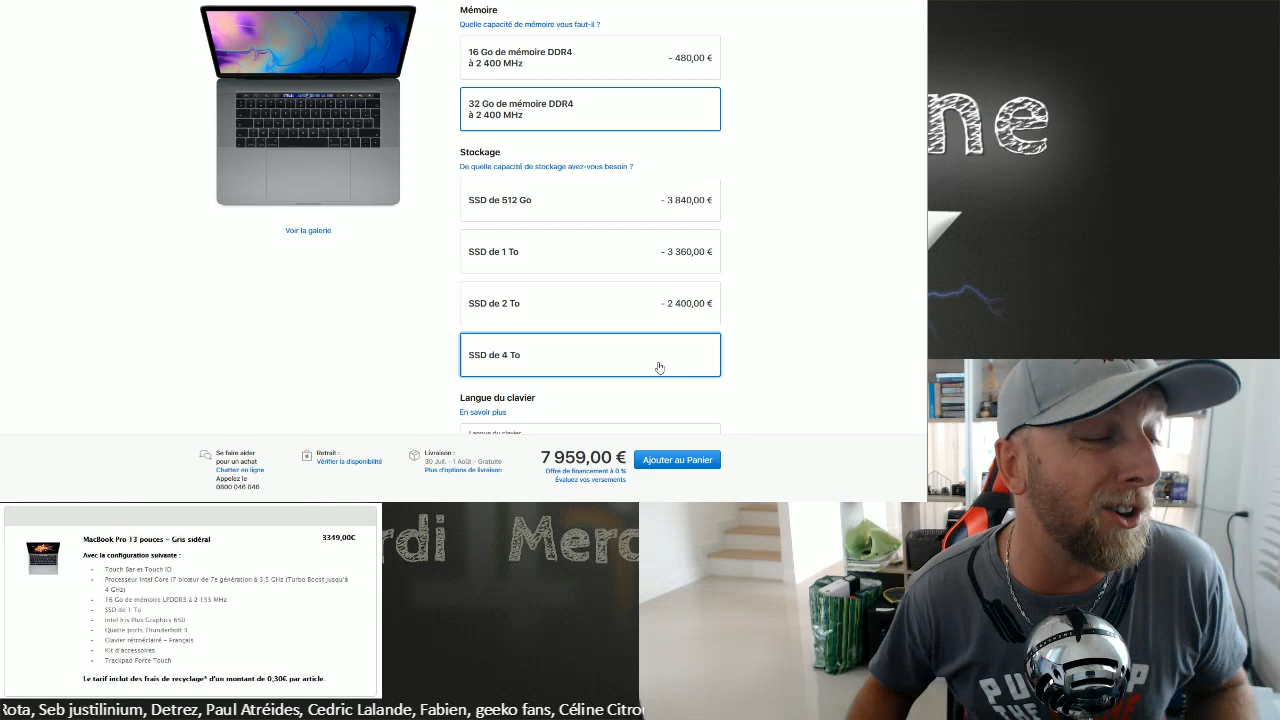 Mémoire
Quelle capacité de mémoire vous faut-il ?
16 Go de mémoire DDR4
à 2 400 MHz
- 480,00 €
32 Go de mémoire DDR4
à 2 400 MHz
Stockage
De quelle capacité de stockage avez-vous besoin ?
SSD de 512 Go
- 3 840,00 €
SSD de 1 To
- 3 360,00 €
SSD de 2 To
- 2 400,00 €
SSD de 4 To
Langue du clavier
En savoir plus
Langue du clavier
Voir la galerie
Se faire aider
pour un achat
Chattez en ligne
Appelez le
0800 046 046
Retrait :
Vérifier la disponibilité
Livraison :
30 Juil. - 1 Août - Gratuite
Plus d'options de livraison
7 959,00 €
Offre de financement à 0 %
Évaluez vos versements
Ajouter au Panier
ne
MacBook Pro 13 pouces – Gris sidéral
3349,00€
Avec la configuration suivante :
- Touch Bar et Touch ID
- Processeur Intel Core i7 bicœur de 7e génération à 3,5 GHz (Turbo Boost jusqu'à
4 GHz)
- 16 Go de mémoire LPDDR3 à 2 133 MHz
- SSD de 1 To
- Intel Iris Plus Graphics 650
- Quatre ports Thunderbolt 3
- Clavier rétroéclairé – Français
- Kit d'accessoires
- Trackpad Force Touch
Le tarif inclut des frais de recyclage* d'un montant de 0,30€ par article.
rdi Merc
Rota, Seb justilinium, Detrez, Paul Atréides, Cedric Lalande, Fabien, geeko fans, Céline Citrou